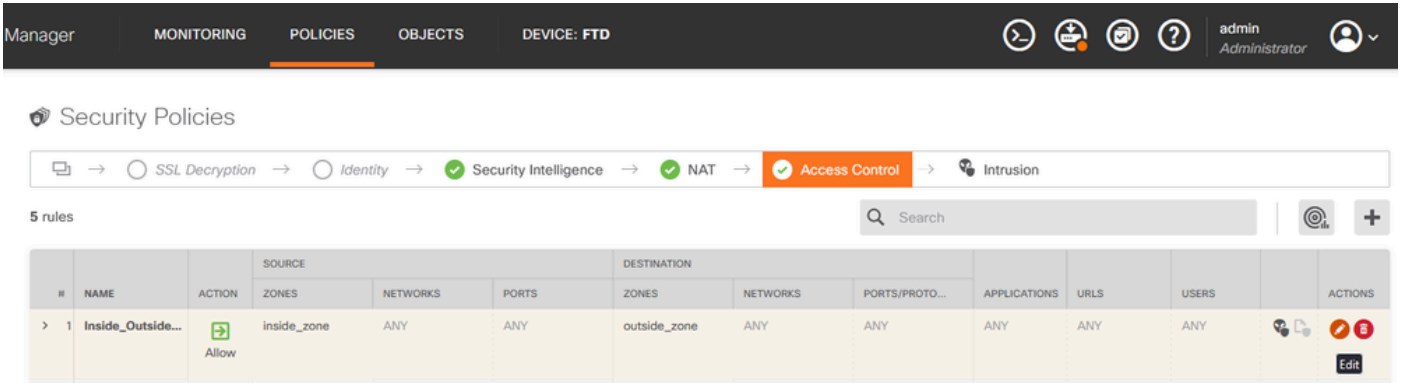 Manager MONITORING POLICIES OBJECTS DEVICE: FTD admin
Administrator
Security Policies
SSL Decryption → Identity → Security Intelligence → NAT → Access Control → Intrusion
5 rules Search
SOURCE DESTINATION
# NAME ACTION ZONES NETWORKS PORTS ZONES NETWORKS PORTS/PROTO... APPLICATIONS URLS USERS ACTIONS
1 Inside_Outside... inside_zone ANY ANY outside_zone ANY ANY ANY ANY ANY
Allow
Edit